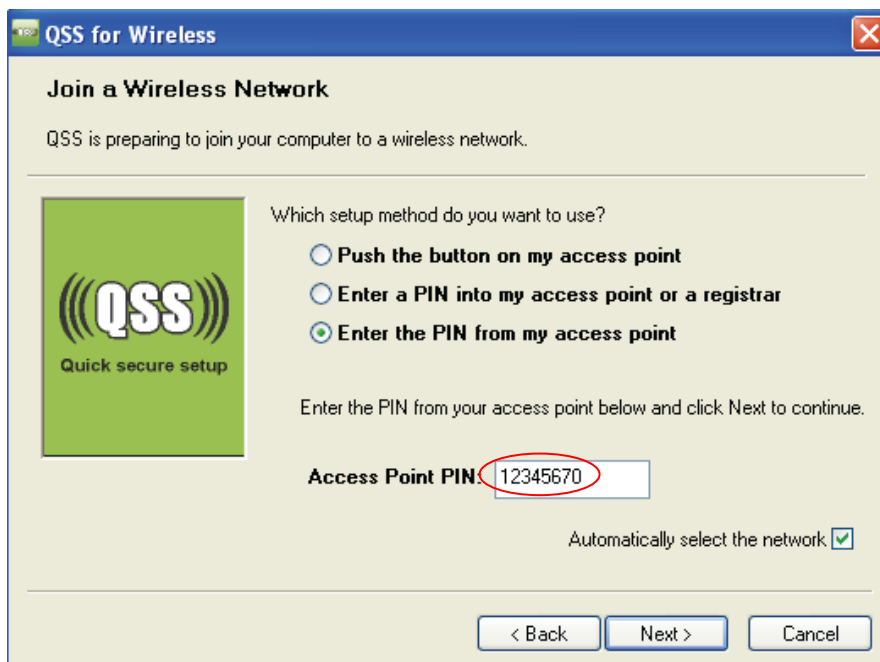 QSS for Wireless
Join a Wireless Network
QSS is preparing to join your computer to a wireless network.
Which setup method do you want to use?
Push the button on my access point
Enter a PIN into my access point or a registrar
Enter the PIN from my access point
QSS
Quick secure setup
Enter the PIN from your access point below and click Next to continue.
Access Point PIN: 12345670
Automatically select the network
< Back Next > Cancel